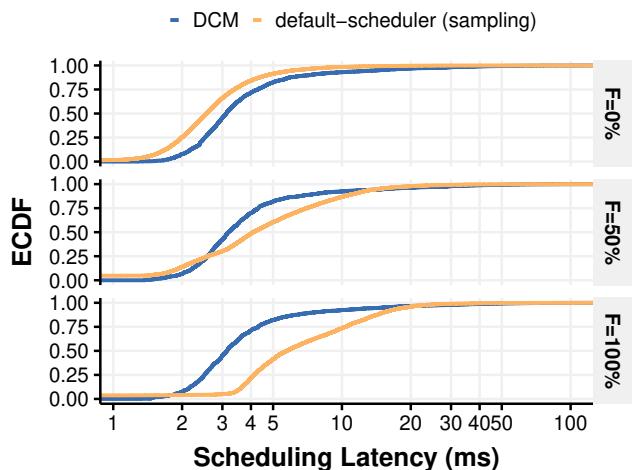 DCM default−scheduler (sampling)
ECDF
1.00
0.75
0.50
0.25
0.00
F=0%
1.00
0.75
0.50
0.25
0.00
F=50%
1.00
0.75
0.50
0.25
0.00
F=100%
1 2 3 4 5 10 20 30 40 50 100
Scheduling Latency (ms)